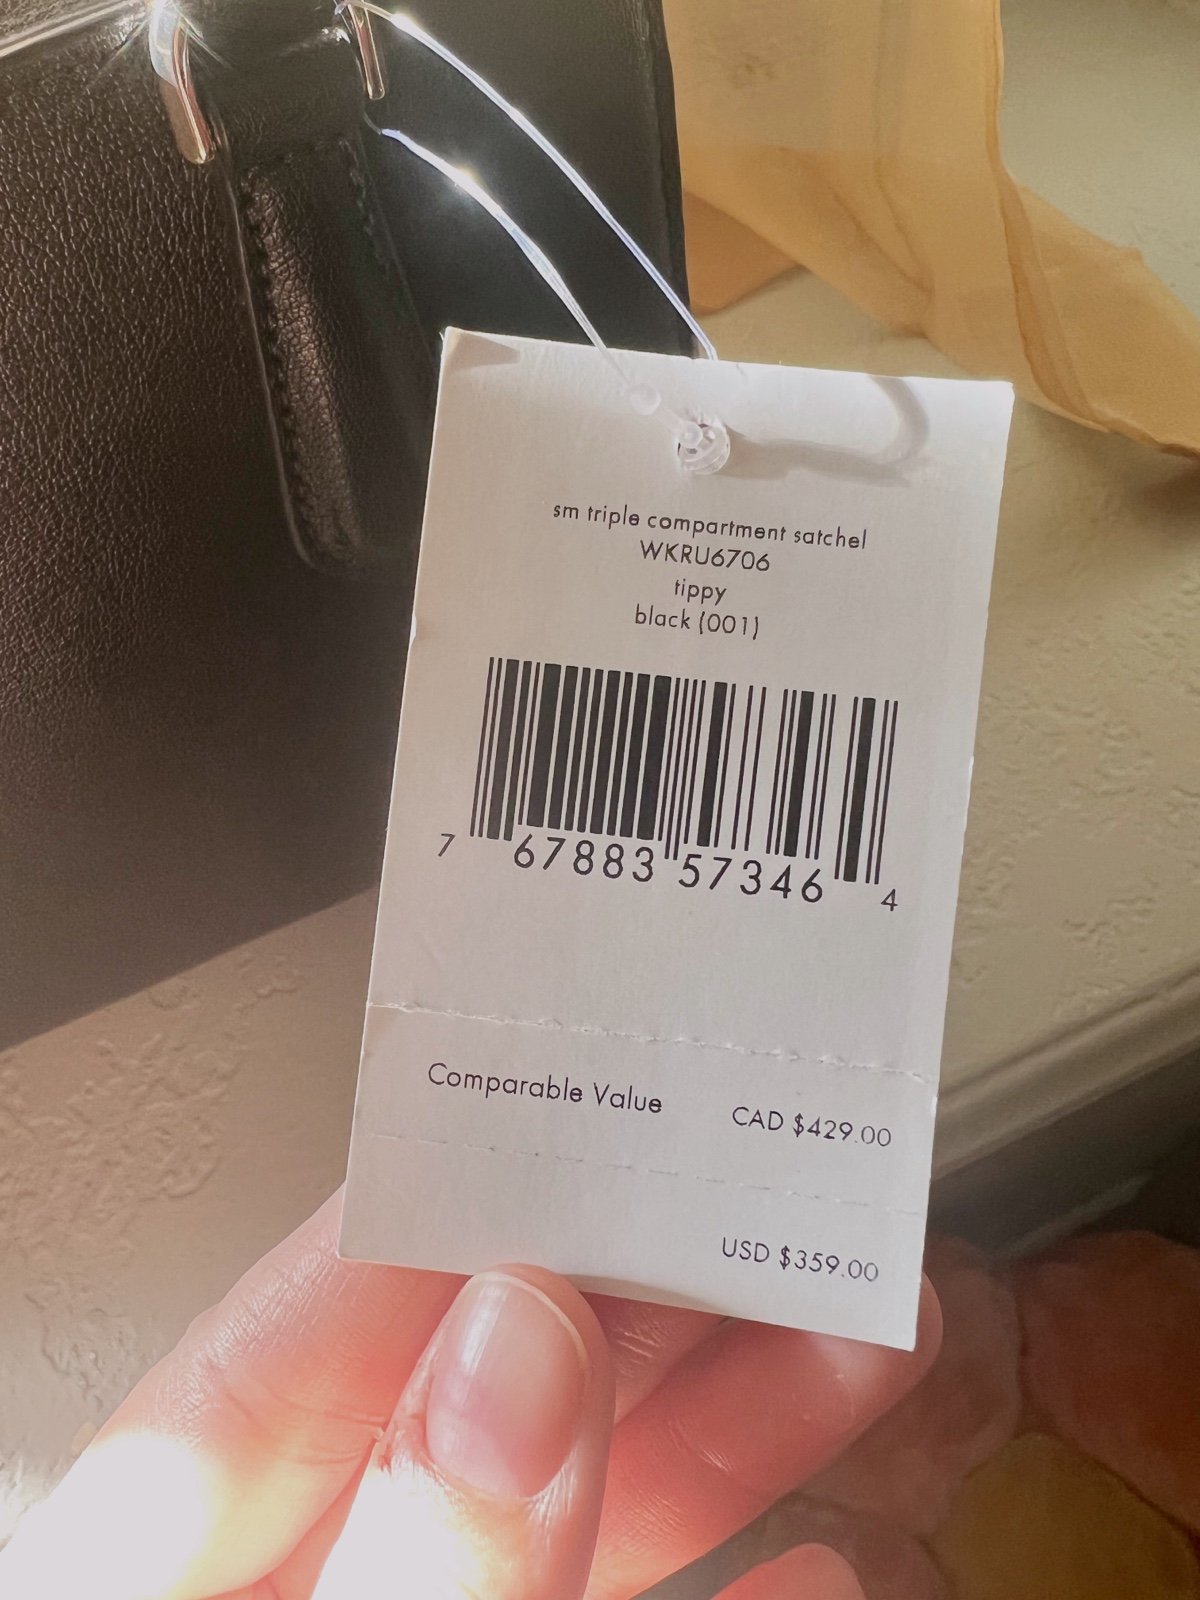 sm triple compartment satchel
WKRU6706
tippy
black (001)
7 67883 57346 4
Comparable Value CAD $429.00
USD $359.00